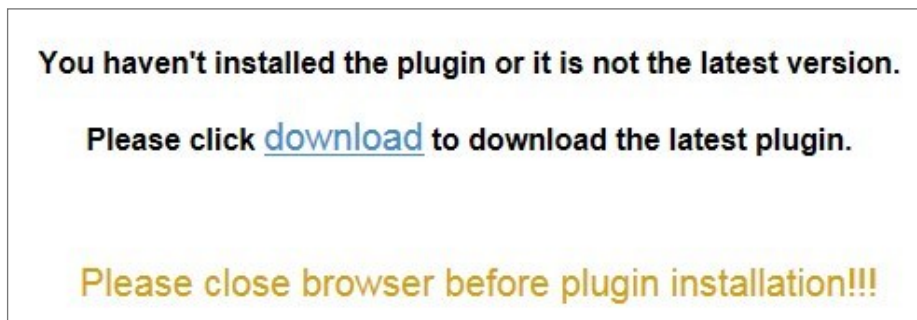 You haven't installed the plugin or it is not the latest version.
Please click download to download the latest plugin.
Please close browser before plugin installation!!!